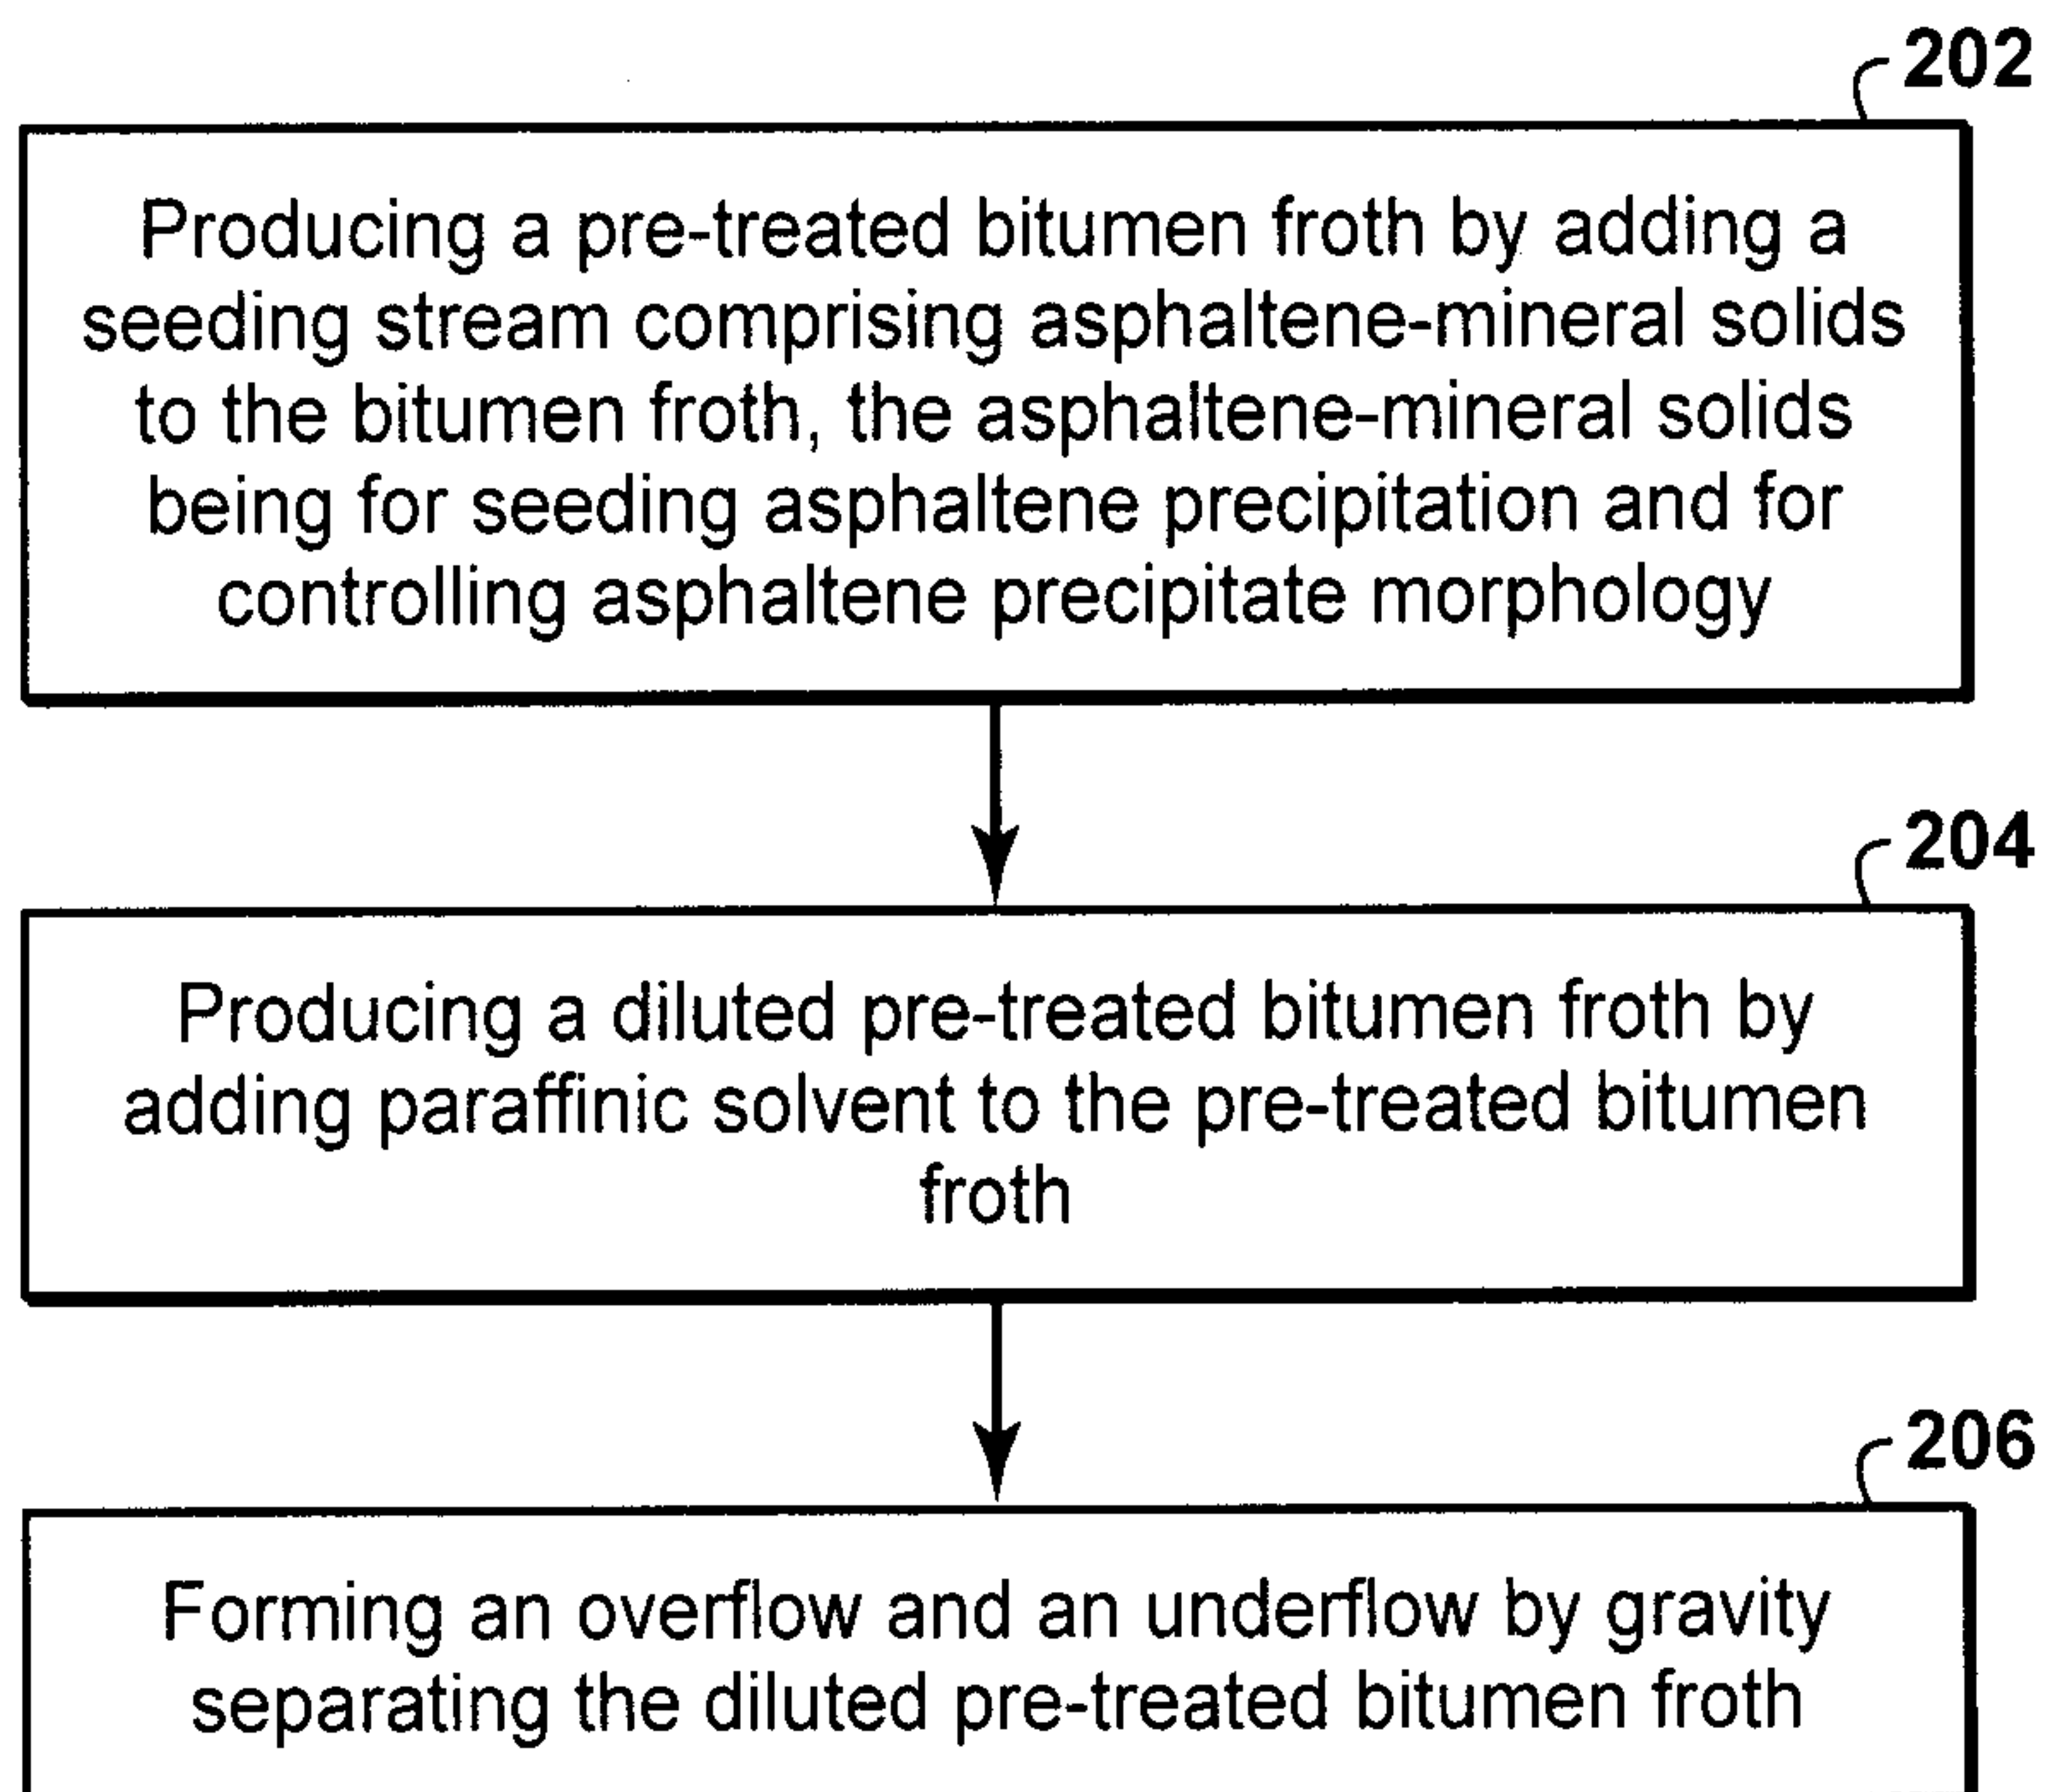 202
Producing a pre-treated bitumen froth by adding a
seeding stream comprising asphaltene-mineral solids
to the bitumen froth, the asphaltene-mineral solids
being for seeding asphaltene precipitation and for
controlling asphaltene precipitate morphology
204
Producing a diluted pre-treated bitumen froth by
adding paraffinic solvent to the pre-treated bitumen
froth
206
Forming an overflow and an underflow by gravity
separating the diluted pre-treated bitumen froth